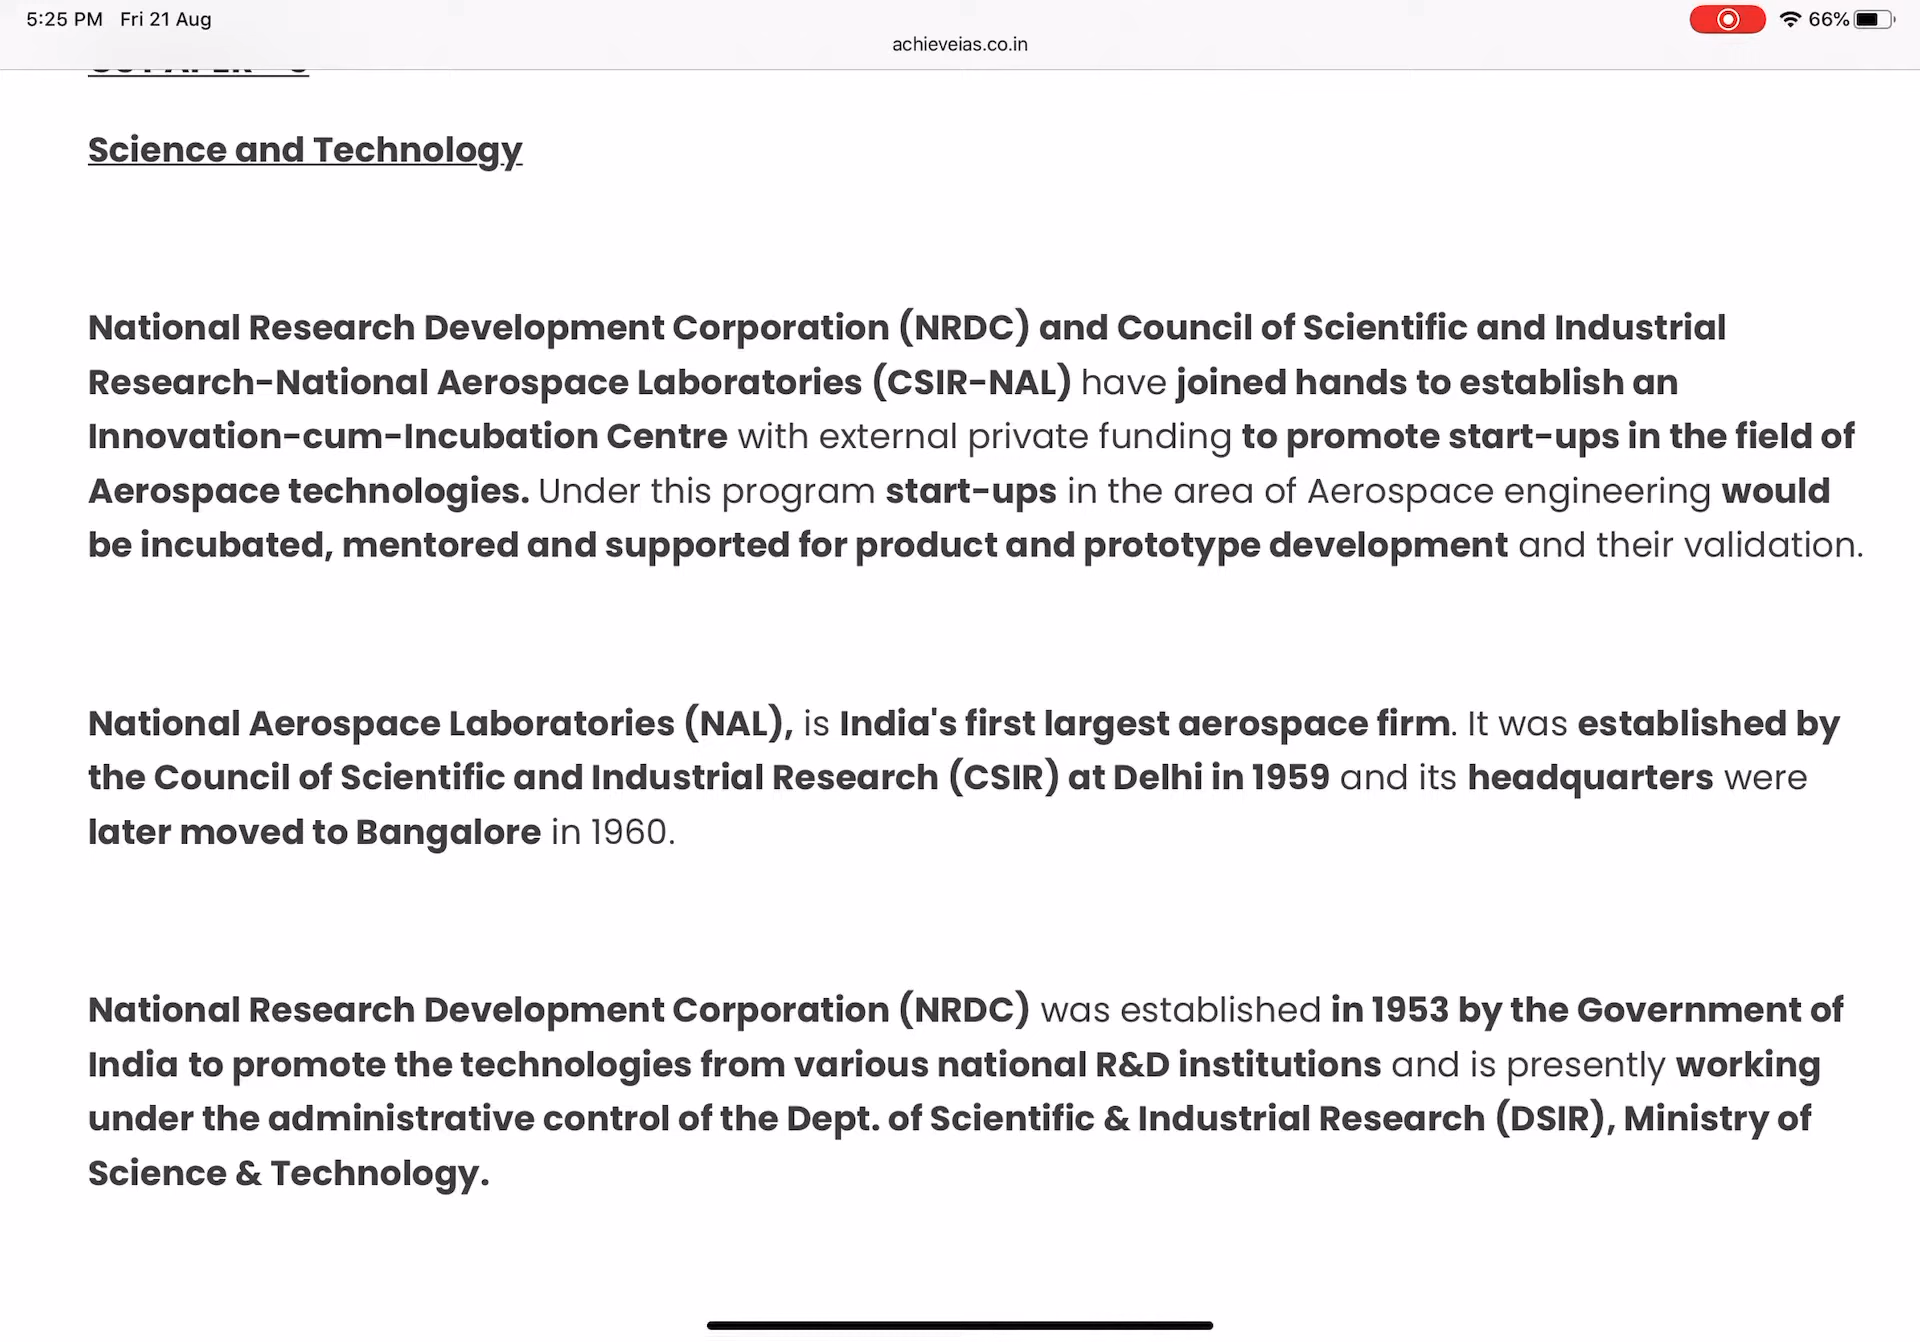 5:25 PM Fri 21 Aug
66%
achieveias.co.in
Science and Technology
National Research Development Corporation (NRDC) and Council of Scientific and Industrial
Research-National Aerospace Laboratories (CSIR-NAL) have joined hands to establish an
Innovation-cum-Incubation Centre with external private funding to promote start-ups in the field of
Aerospace technologies. Under this program start-ups in the area of Aerospace engineering would
be incubated, mentored and supported for product and prototype development and their validation.
National Aerospace Laboratories (NAL), is India's first largest aerospace firm. It was established by
the Council of Scientific and Industrial Research (CSIR) at Delhi in 1959 and its headquarters were
later moved to Bangalore in 1960.
National Research Development Corporation (NRDC) was established in 1953 by the Government of
India to promote the technologies from various national R&D institutions and is presently working
under the administrative control of the Dept. of Scientific & Industrial Research (DSIR), Ministry of
Science & Technology.